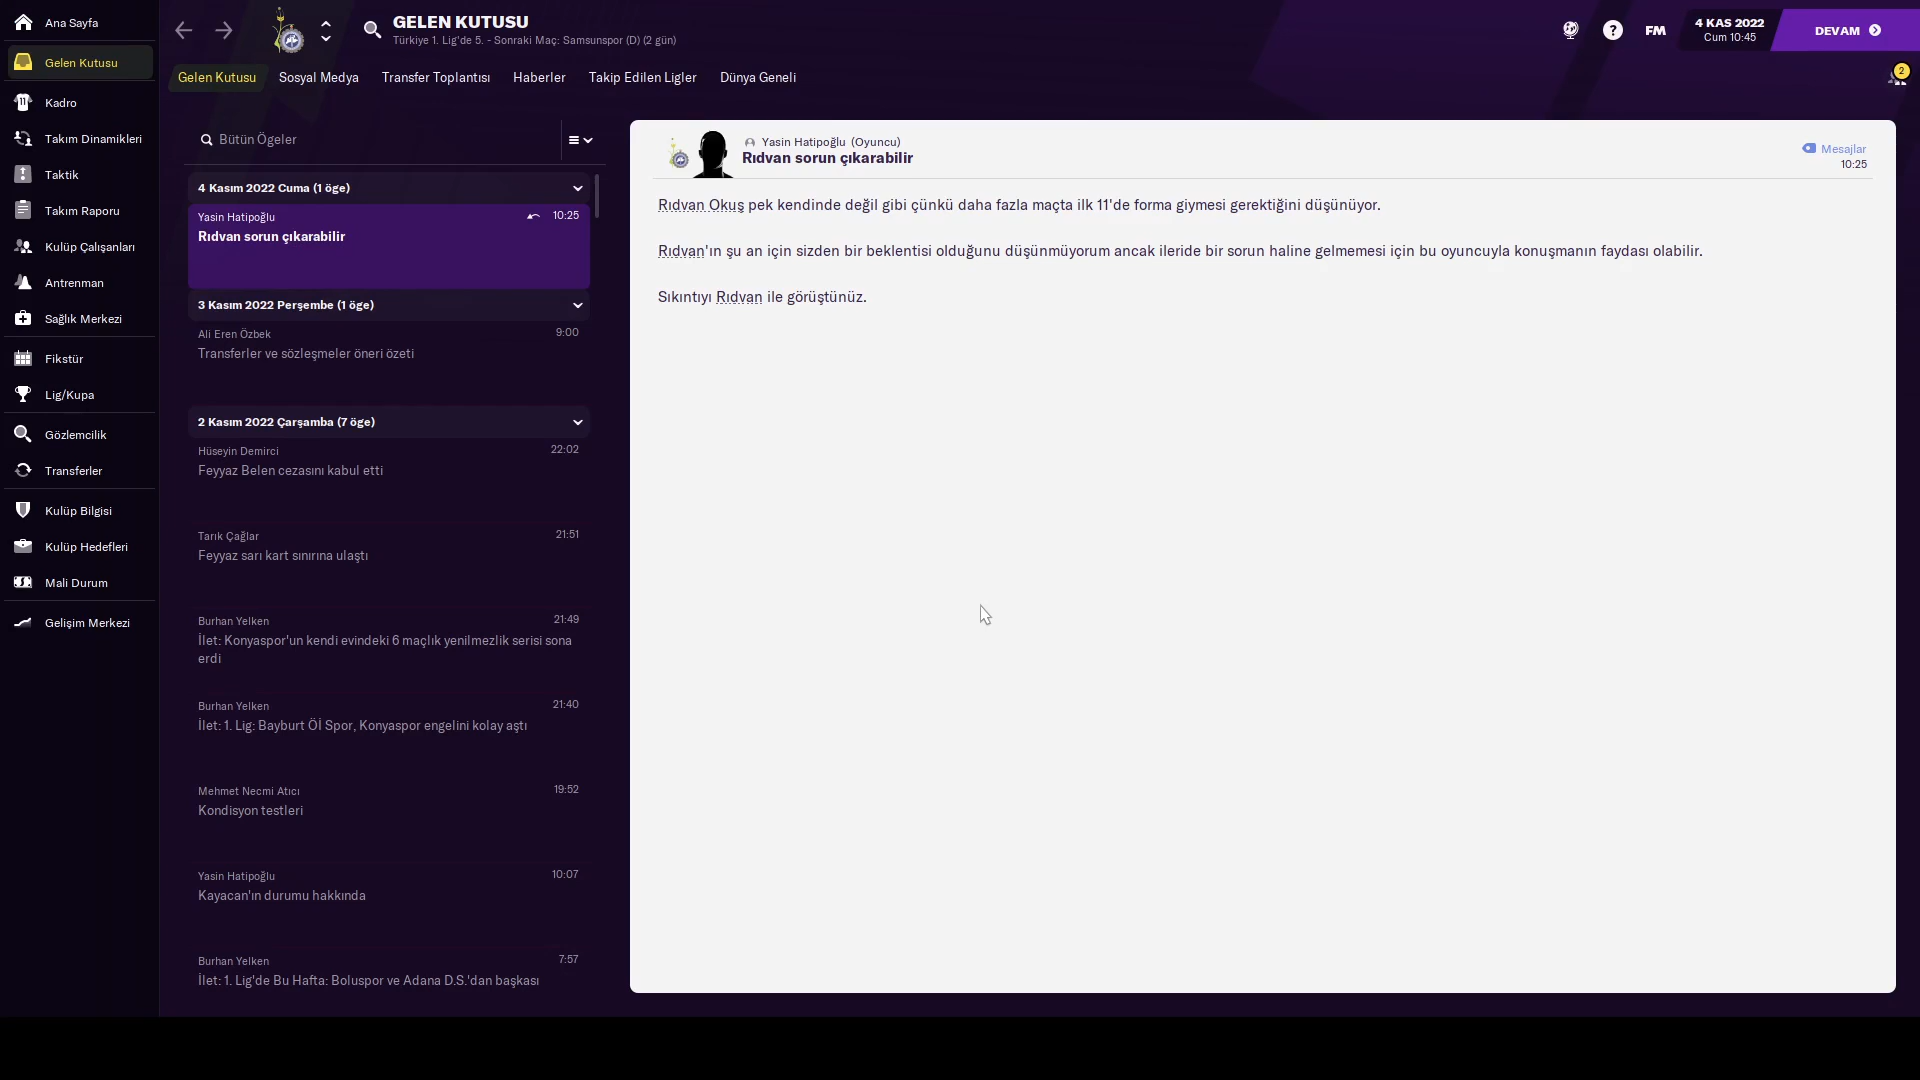 Ana Sayfa
Gelen Kutusu
Kadro
Takım Dinamikleri
Taktik
Takım Raporu
Kulüp Çalışanları
Antrenman
Sağlık Merkezi
Fikstür
Lig/Kupa
Gözlemcilik
Transferler
Kulüp Bilgisi
Kulüp Hedefleri
Mali Durum
Gelişim Merkezi
GELEN KUTUSU
Türkiye 1. Lig'de 5. - Sonraki Maç: Samsunspor (D) (2 gün)
FM
4 KAS 2022
Cum 10:45
DEVAM
2
Gelen Kutusu Sosyal Medya Transfer Toplantısı Haberler Takip Edilen Ligler Dünya Geneli
Bütün Ögeler
4 Kasım 2022 Cuma (1 öge)
Yasin Hatipoğlu 10:25
Rıdvan sorun çıkarabilir
3 Kasım 2022 Perşembe (1 öge)
Ali Eren Özbek 9:00
Transferler ve sözleşmeler öneri özeti
2 Kasım 2022 Çarşamba (7 öge)
Hüseyin Demirci 22:02
Feyyaz Belen cezasını kabul etti
Tarık Çağlar 21:51
Feyyaz sarı kart sınırına ulaştı
Burhan Yelken 21:49
İlet: Konyaspor'un kendi evindeki 6 maçlık yenilmezlik serisi sona
erdi
Burhan Yelken 21:40
İlet: 1. Lig: Bayburt Öİ Spor, Konyaspor engelini kolay aştı
Mehmet Necmi Atıcı 19:52
Kondisyon testleri
Yasin Hatipoğlu 10:07
Kayacan'ın durumu hakkında
Burhan Yelken 7:57
İlet: 1. Lig'de Bu Hafta: Boluspor ve Adana D.S.'dan başkası
Yasin Hatipoğlu (Oyuncu)
Rıdvan sorun çıkarabilir
Mesajlar
10:25
Rıdvan Okuş pek kendinde değil gibi çünkü daha fazla maçta ilk 11'de forma giymesi gerektiğini düşünüyor.
Rıdvan'ın şu an için sizden bir beklentisi olduğunu düşünmüyorum ancak ileride bir sorun haline gelmemesi için bu oyuncuyla konuşmanın faydası olabilir.
Sıkıntıyı Rıdvan ile görüştünüz.